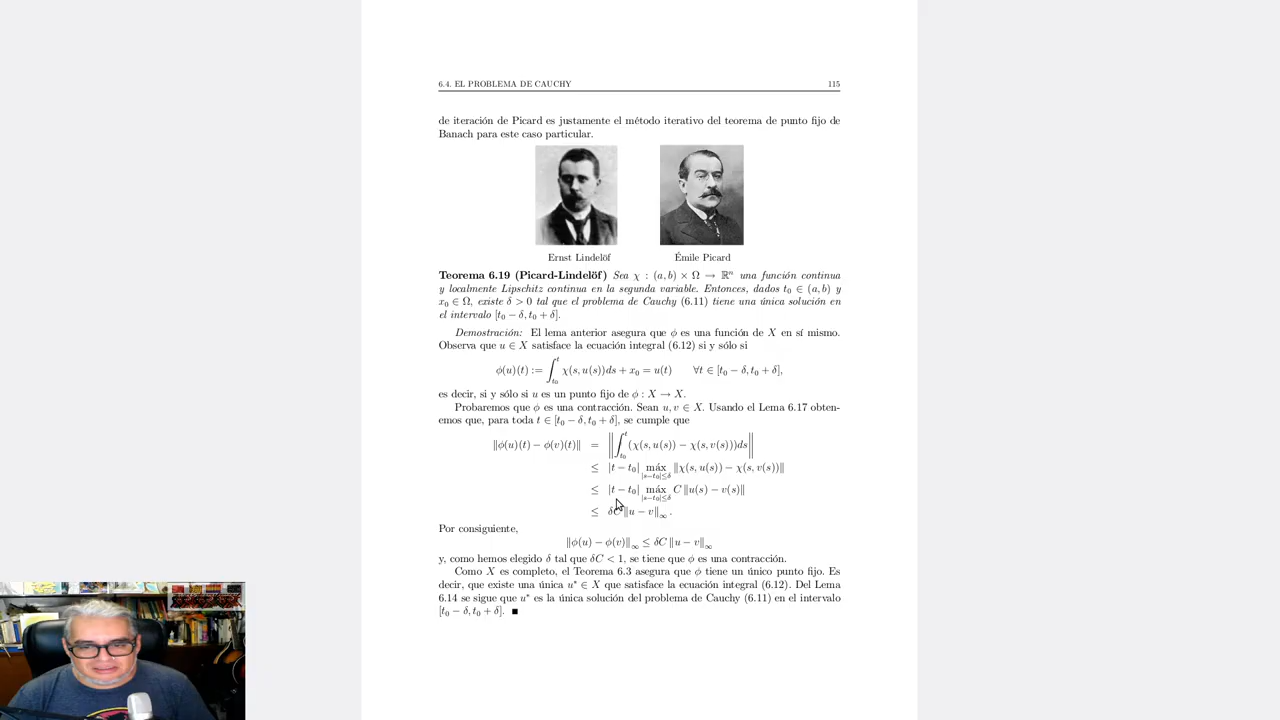 6.4. EL PROBLEMA DE CAUCHY 115
de iteración de Picard es justamente el método iterativo del teorema de punto fijo de
Banach para este caso particular.
Ernst Lindelöf Émile Picard
Teorema 6.19 (Picard-Lindelöf) Sea χ : (a, b) × Ω → ℝⁿ una función continua
y localmente Lipschitz continua en la segunda variable. Entonces, dados t₀ ∈ (a, b) y
x₀ ∈ Ω, existe δ > 0 tal que el problema de Cauchy (6.11) tiene una única solución en
el intervalo [t₀ − δ, t₀ + δ].
Demostración: El lema anterior asegura que ϕ es una función de X en sí mismo.
Observa que u ∈ X satisface la ecuación integral (6.12) si y sólo si
ϕ(u)(t) := ∫_{t₀}^{t} χ(s, u(s))ds + x₀ = u(t) ∀t ∈ [t₀ − δ, t₀ + δ],
es decir, si y sólo si u es un punto fijo de ϕ : X → X.
Probaremos que ϕ es una contracción. Sean u, v ∈ X. Usando el Lema 6.17 obten-
emos que, para toda t ∈ [t₀ − δ, t₀ + δ], se cumple que
‖ϕ(u)(t) − ϕ(v)(t)‖ = ‖∫_{t₀}^{t} (χ(s, u(s)) − χ(s, v(s)))ds‖
≤ |t − t₀| máx_{|s−t₀|≤δ} ‖χ(s, u(s)) − χ(s, v(s))‖
≤ |t − t₀| máx_{|s−t₀|≤δ} C ‖u(s) − v(s)‖
≤ δC ‖u − v‖_∞ .
Por consiguiente,
‖ϕ(u) − ϕ(v)‖_∞ ≤ δC ‖u − v‖_∞
y, como hemos elegido δ tal que δC < 1, se tiene que ϕ es una contracción.
Como X es completo, el Teorema 6.3 asegura que ϕ tiene un único punto fijo. Es
decir, que existe una única u* ∈ X que satisface la ecuación integral (6.12). Del Lema
6.14 se sigue que u* es la única solución del problema de Cauchy (6.11) en el intervalo
[t₀ − δ, t₀ + δ]. ■